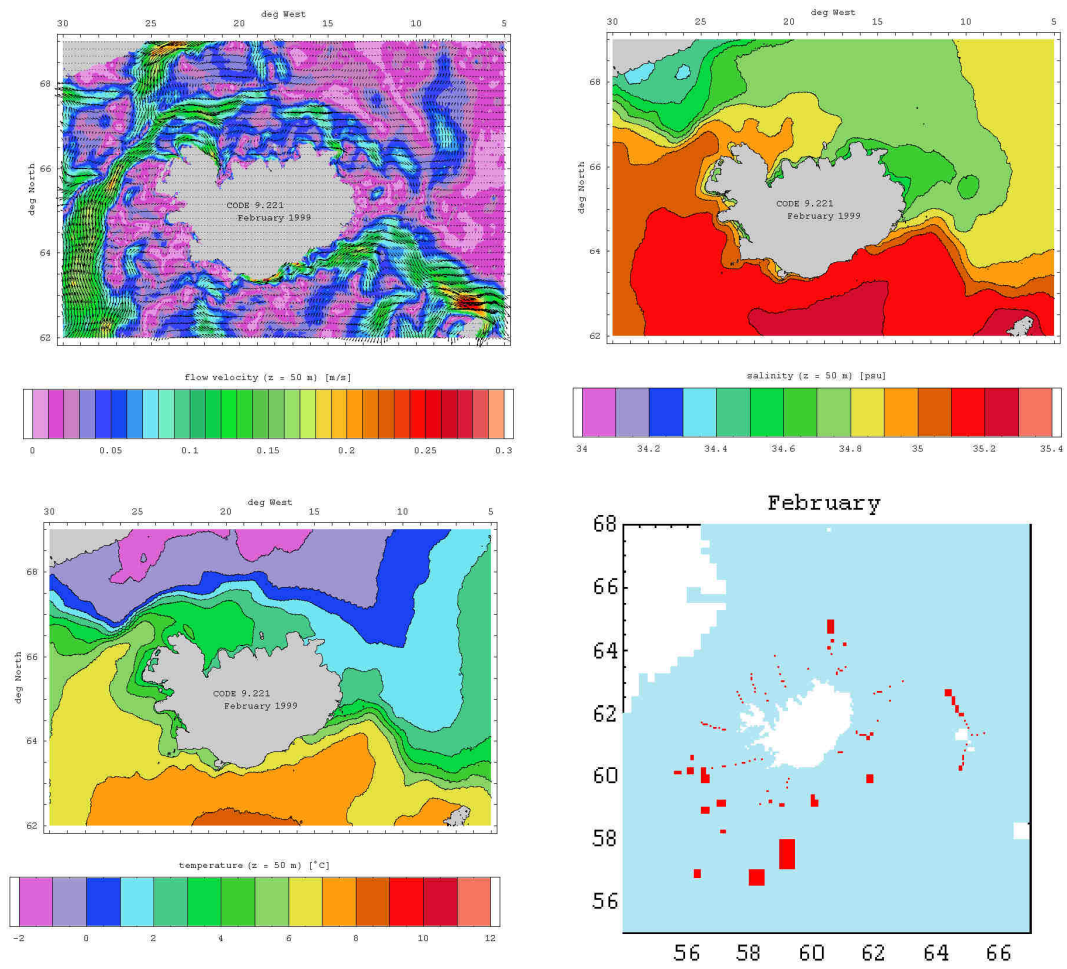 deg West
30 25 20 15 10 5
68
66
64
62
deg North
CODE 9.221
February 1999
flow velocity (z = 50 m) [m/s]
0 0.05 0.1 0.15 0.2 0.25 0.3
deg West
30 25 20 15 10 5
68
66
64
62
deg North
CODE 9.221
February 1999
salinity (z = 50 m) [psu]
34 34.2 34.4 34.6 34.8 35 35.2 35.4
deg West
30 25 20 15 10 5
68
66
64
62
deg North
CODE 9.221
February 1999
temperature (z = 50 m) [°C]
-2 0 2 4 6 8 10 12
February
68
66
64
62
60
58
56
56 58 60 62 64 66